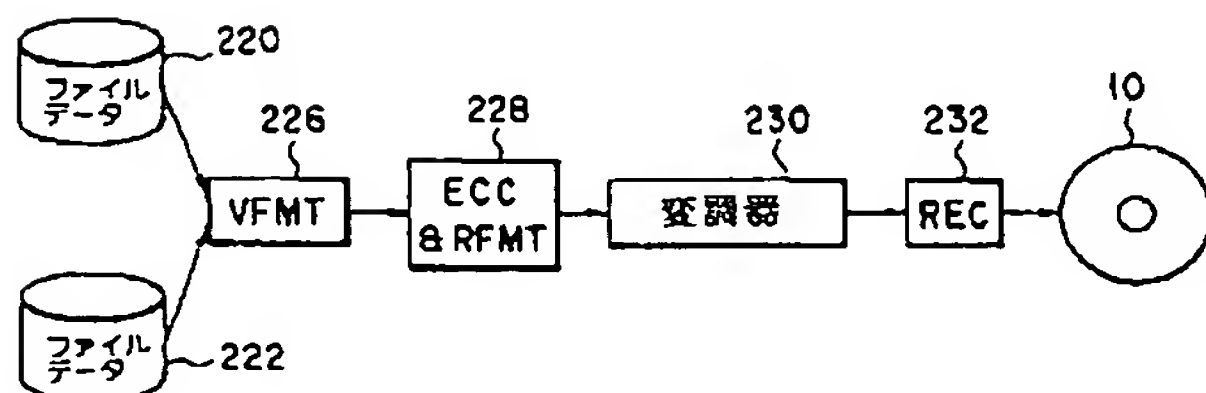 220
ファイル
データ
226
VFMT
228
ECC
& RFMT
230
変調器
232
REC
10
ファイル
データ
222